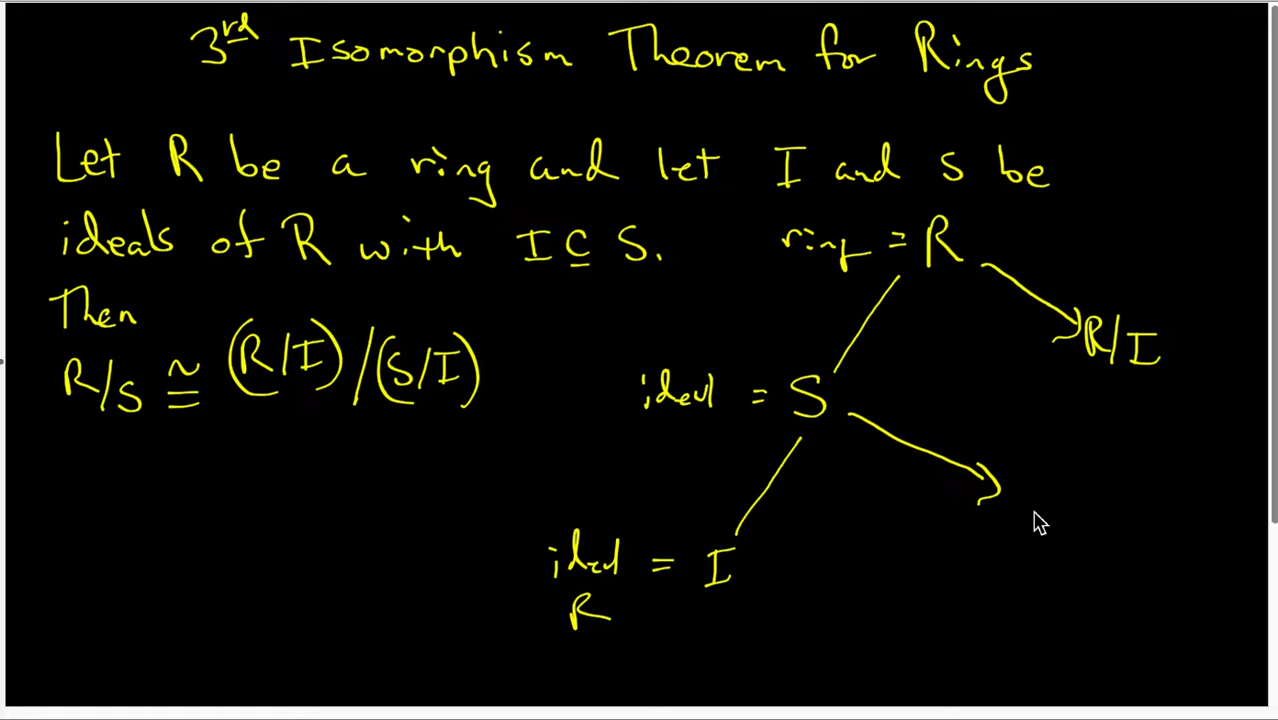 3rd Isomorphism Theorem for Rings
Let R be a ring and let I and S be
ideals of R with I ⊆ S.
Then
R/S ≅ (R/I)/(S/I)
ring = R
R/I
ideal = S
ideal = I
R